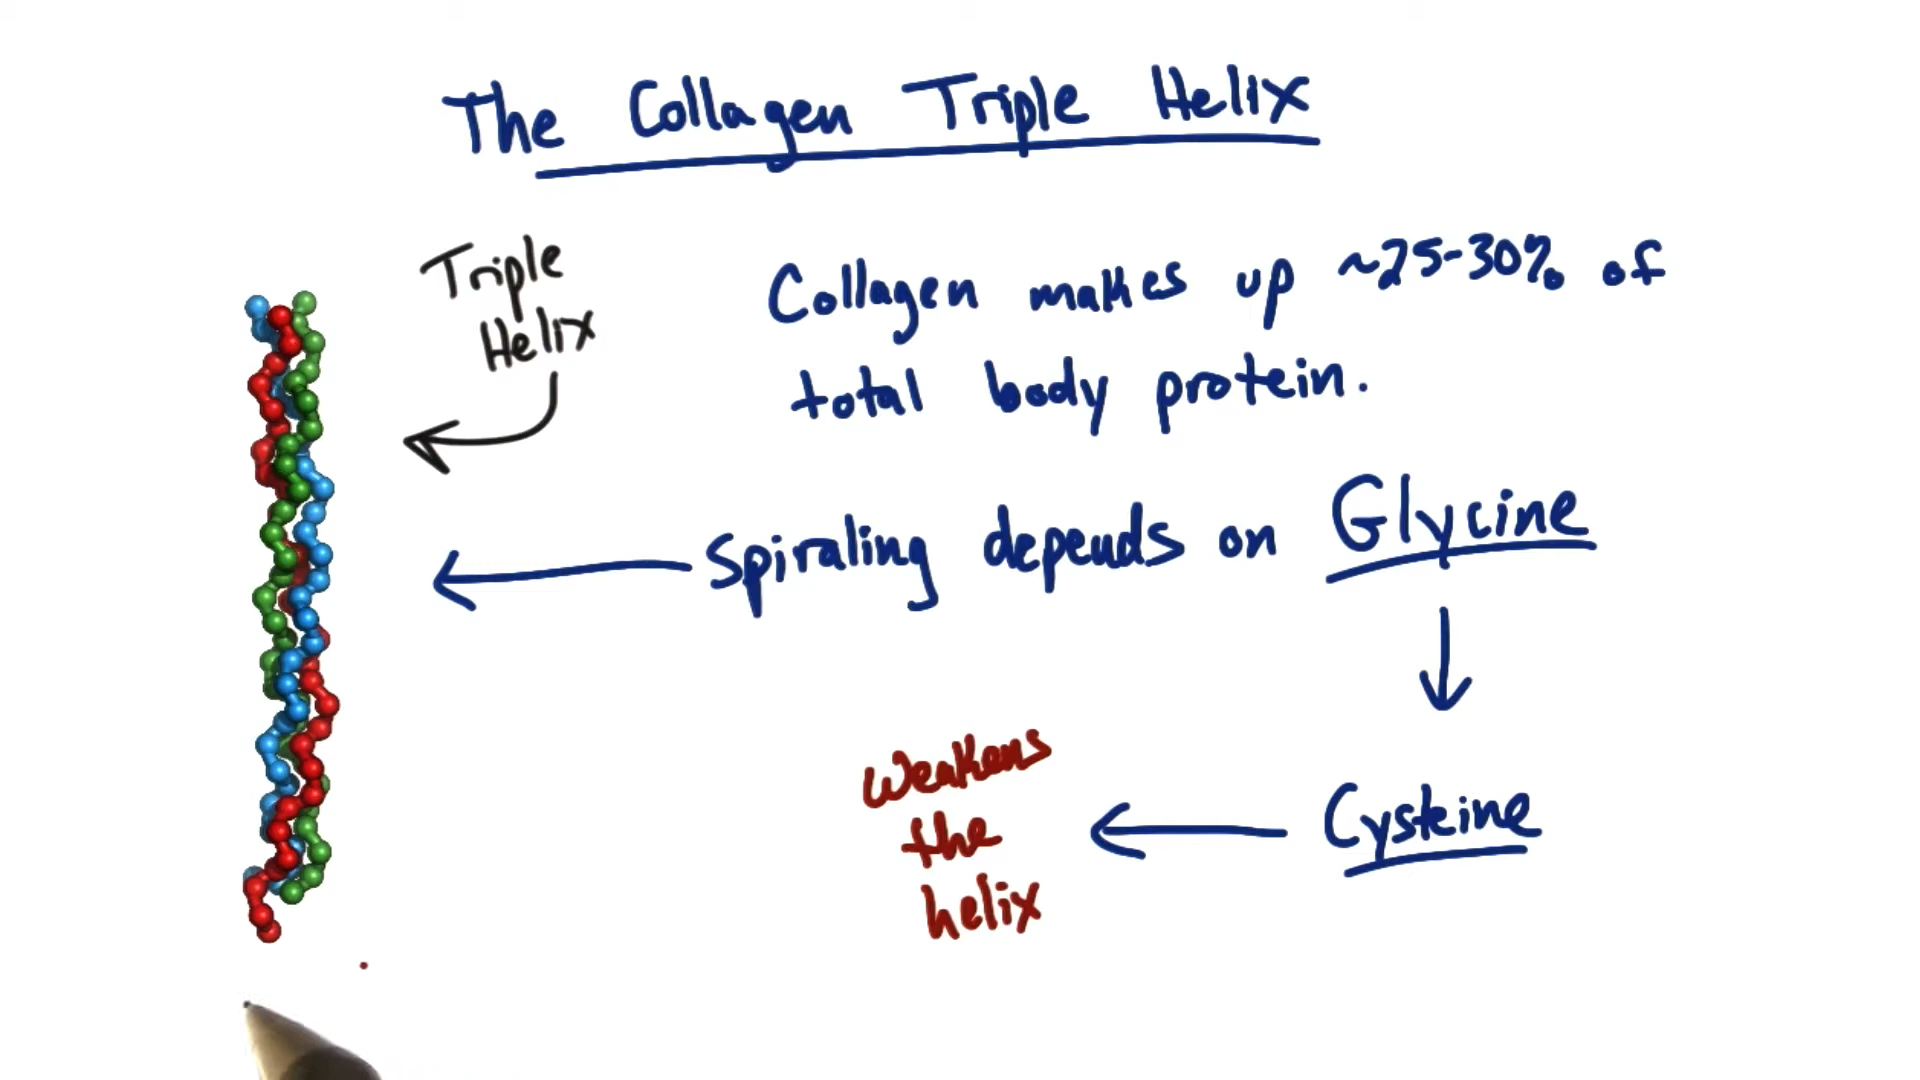 The Collagen Triple Helix
Triple
Helix
Collagen makes up ~25-30% of
total body protein.
Spiraling depends on Glycine
Cysteine
Weakens
the
helix